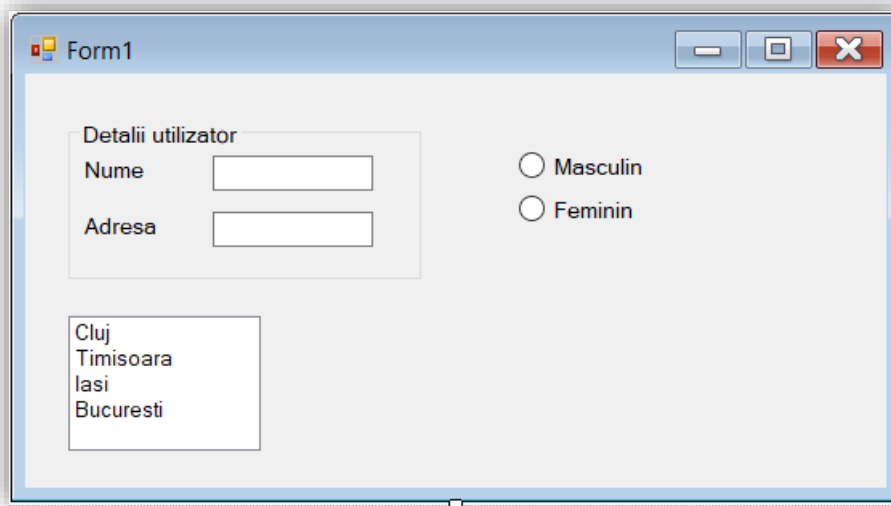 Form1
Detalii utilizator
Nume
Adresa
Masculin
Feminin
Cluj
Timisoara
Iasi
Bucuresti